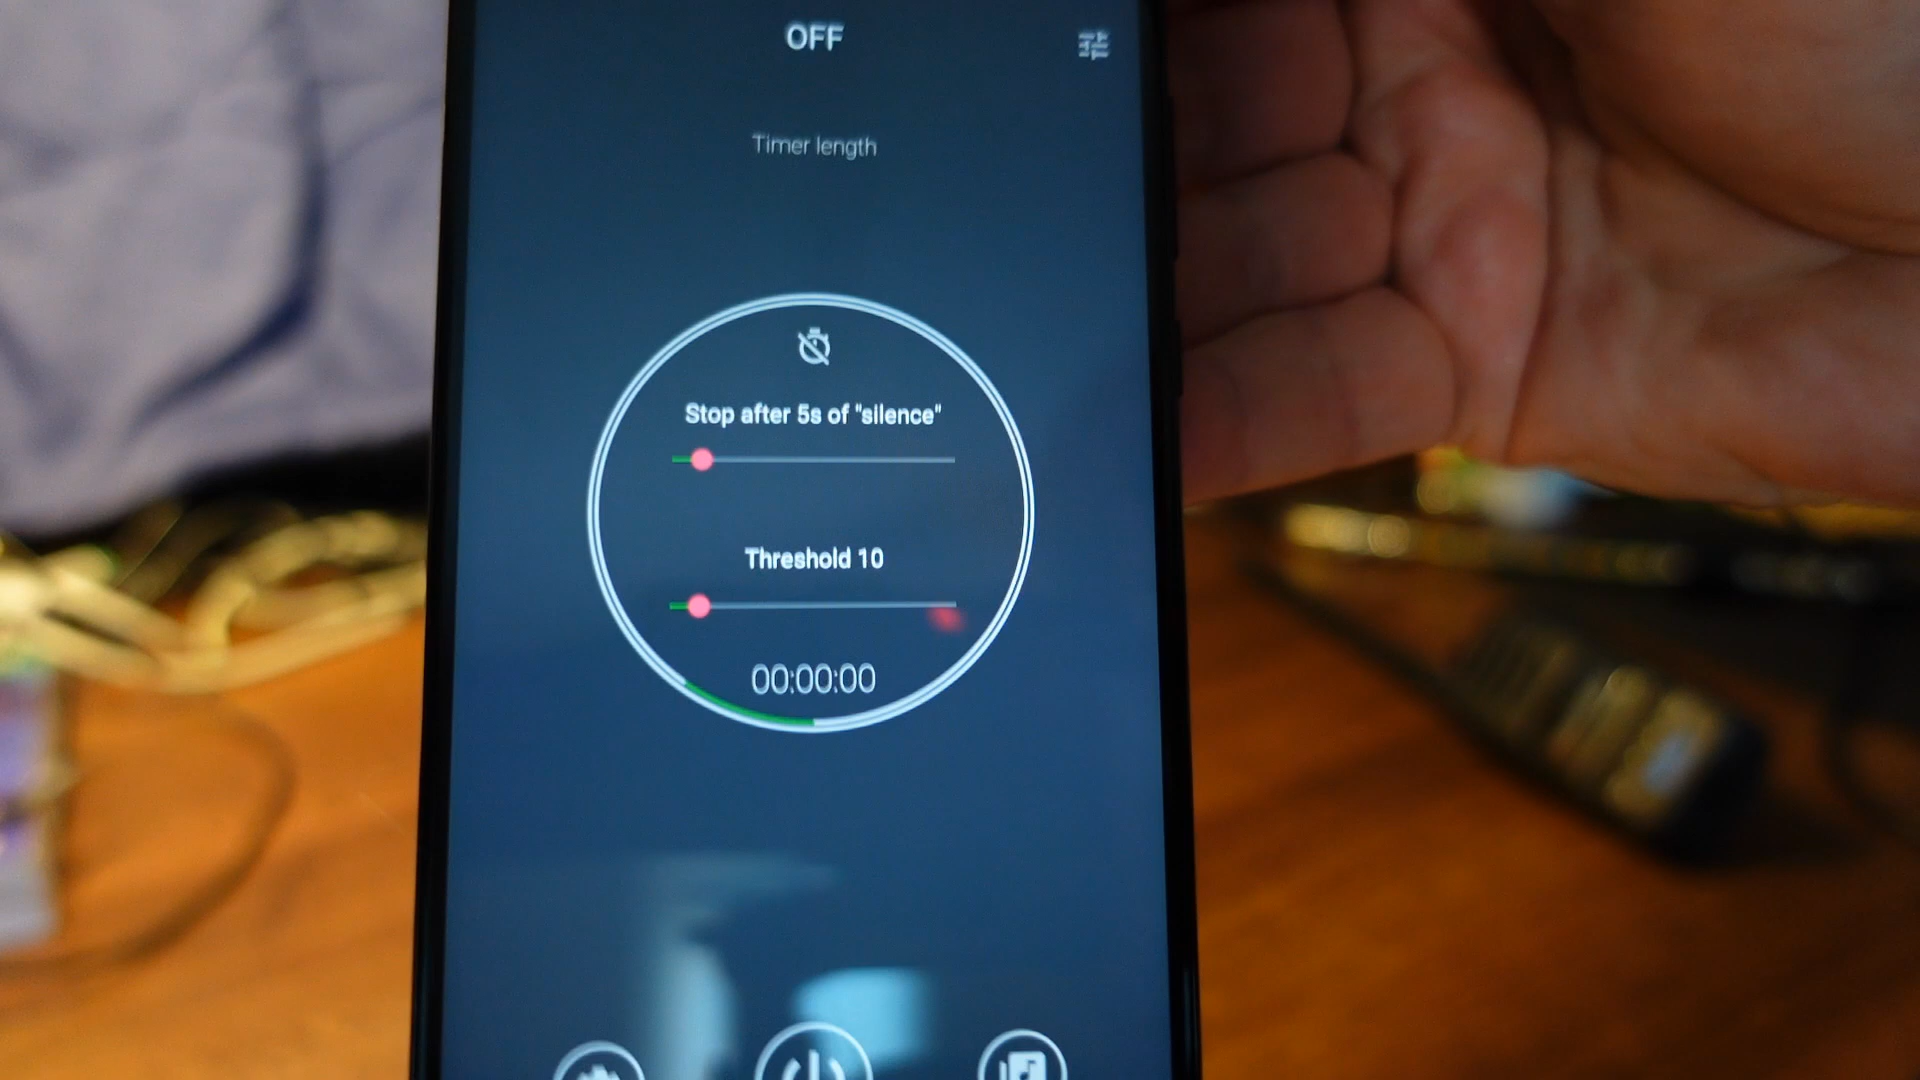 OFF
Timer length
Stop after 5s of "silence"
Threshold 10
00:00:00